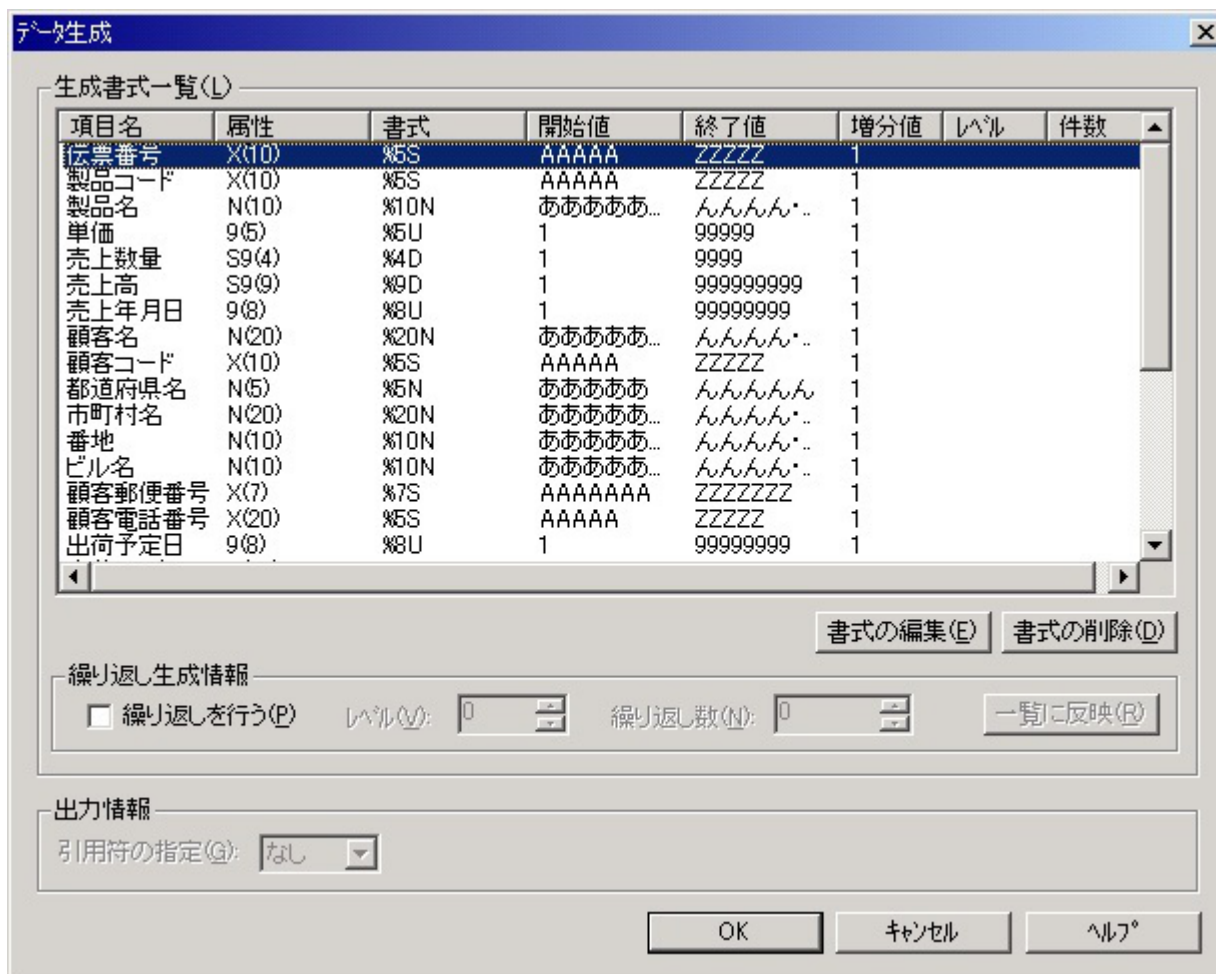 データ生成
生成書式一覧(L)
項目名 属性 書式 開始値 終了値 増分値 レベル 件数
伝票番号 X(10) %5S AAAAA ZZZZZ 1
製品コード X(10) %5S AAAAA ZZZZZ 1
製品名 N(10) %10N あああああ... んんんん・.. 1
単価 9(5) %5U 1 99999 1
売上数量 S9(4) %4D 1 9999 1
売上高 S9(9) %9D 1 999999999 1
売上年月日 9(8) %8U 1 99999999 1
顧客名 N(20) %20N あああああ... んんんん・.. 1
顧客コード X(10) %5S AAAAA ZZZZZ 1
都道府県名 N(5) %5N あああああ んんんんん 1
市町村名 N(20) %20N あああああ... んんんん・.. 1
番地 N(10) %10N あああああ... んんんん・.. 1
ビル名 N(10) %10N あああああ... んんんん・.. 1
顧客郵便番号 X(7) %7S AAAAAAA ZZZZZZZ 1
顧客電話番号 X(20) %5S AAAAA ZZZZZ 1
出荷予定日 9(8) %8U 1 99999999 1
書式の編集(E) 書式の削除(D)
繰り返し生成情報
繰り返しを行う(P) レベル(V): 0 繰り返し数(N): 0 一覧に反映(R)
出力情報
引用符の指定(G): なし
OK キャンセル ヘルプ